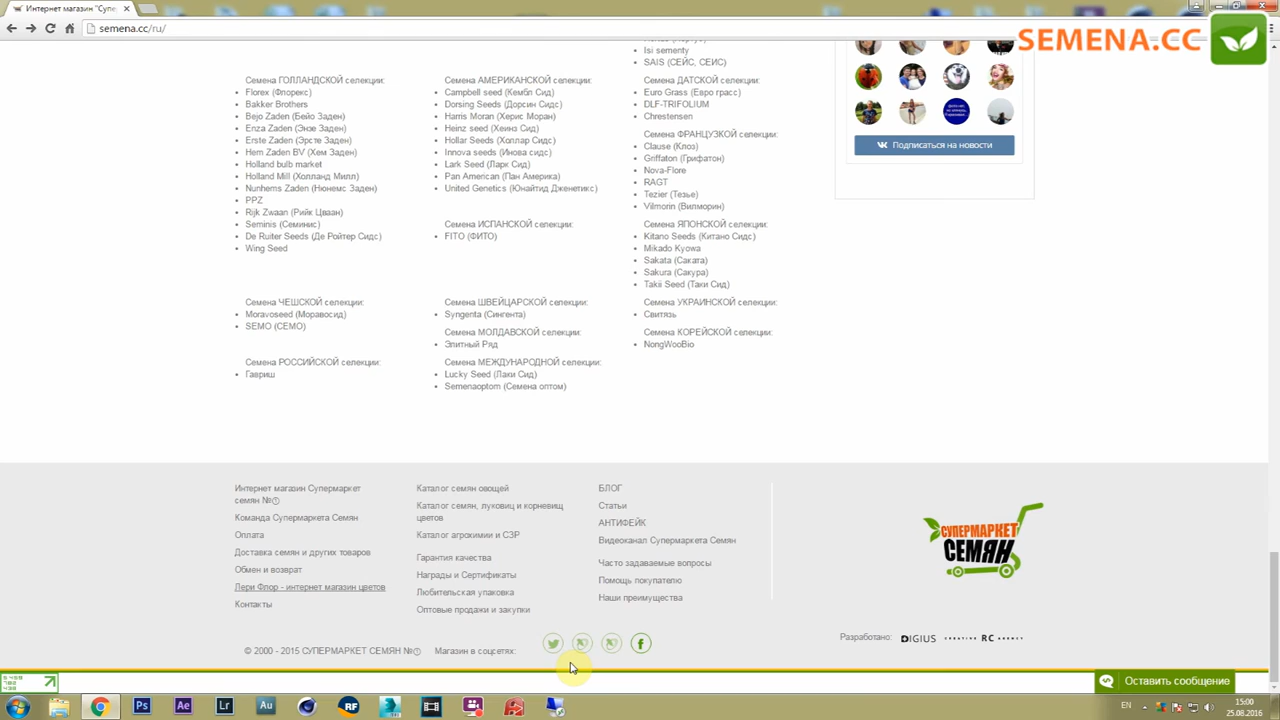 Интернет магазин "Супе
semena.cc/ru/
SEMENA.CC
Isi sementy
SAIS (СЕЙС, СЕИС)
Семена ГОЛЛАНДСКОЙ селекции:
Florex (Флорекс)
Bakker Brothers
Bejo Zaden (Бейо Заден)
Enza Zaden (Энзе Заден)
Erste Zaden (Эрсте Заден)
Hem Zaden BV (Хем Заден)
Holland bulb market
Holland Mill (Холланд Милл)
Nunhems Zaden (Нюнемс Заден)
PPZ
Rijk Zwaan (Рийк Цваан)
Seminis (Семинис)
De Ruiter Seeds (Де Ройтер Сидс)
Wing Seed
Семена АМЕРИКАНСКОЙ селекции:
Campbell seed (Кембл Сид)
Dorsing Seeds (Дорсин Сидс)
Harris Moran (Херис Моран)
Heinz seed (Хеинз Сид)
Hollar Seeds (Холлар Сидс)
Innova seeds (Инова сидс)
Lark Seed (Ларк Сид)
Pan American (Пан Америка)
United Genetics (Юнайтид Дженетикс)
Семена ИСПАНСКОЙ селекции:
FITO (ФИТО)
Семена ДАТСКОЙ селекции:
Euro Grass (Евро грасс)
DLF-TRIFOLIUM
Chrestensen
Семена ФРАНЦУЗКОЙ селекции:
Clause (Клоз)
Griffaton (Грифатон)
Nova-Flore
RAGT
Tezier (Тезье)
Vilmorin (Вилморин)
Семена ЯПОНСКОЙ селекции:
Kitano Seeds (Китано Сидс)
Mikado Kyowa
Sakata (Саката)
Sakura (Сакура)
Takii Seed (Таки Сид)
Подписаться на новости
Семена ЧЕШСКОЙ селекции:
Moravoseed (Моравосид)
SEMO (СЕМО)
Семена РОССИЙСКОЙ селекции:
Гавриш
Семена ШВЕЙЦАРСКОЙ селекции:
Syngenta (Сингента)
Семена МОЛДАВСКОЙ селекции:
Элитный Ряд
Семена МЕЖДУНАРОДНОЙ селекции:
Lucky Seed (Лаки Сид)
Semenaoptom (Семена оптом)
Семена УКРАИНСКОЙ селекции:
Свитязь
Семена КОРЕЙСКОЙ селекции:
NongWooBio
Интернет магазин Супермаркет
семян №①
Команда Супермаркета Семян
Оплата
Доставка семян и других товаров
Обмен и возврат
Лери Флор - интернет магазин цветов
Контакты
Каталог семян овощей
Каталог семян, луковиц и корневищ
цветов
Каталог агрохимии и СЗР
Гарантия качества
Награды и Сертификаты
Любительская упаковка
Оптовые продажи и закупки
БЛОГ
Статьи
АНТИФЕЙК
Видеоканал Супермаркета Семян
Часто задаваемые вопросы
Помощь покупателю
Наши преимущества
СУПЕРМАРКЕТ
СЕМЯН
© 2000 - 2015 СУПЕРМАРКЕТ СЕМЯН №①
Магазин в соцсетях:
Разработано:
DIGIUS
RC
Оставить сообщение
Ps
Ae
Lr
Au
RF
EN
15:00
25.08.2016